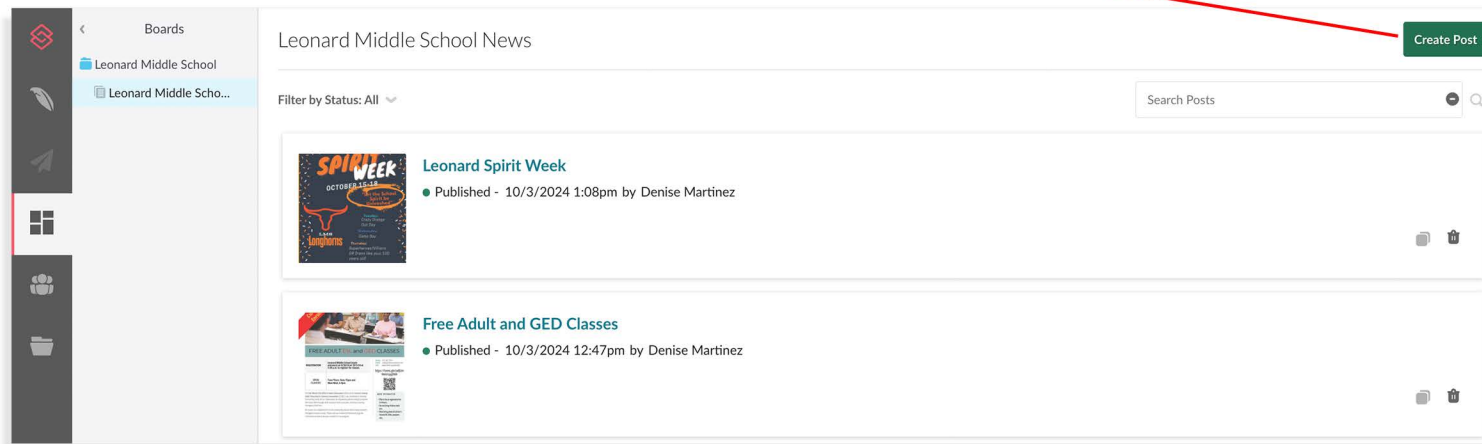 Boards
Leonard Middle School
Leonard Middle Scho...
Leonard Middle School News
Create Post
Filter by Status: All
Search Posts
SPIRIT
WEEK
OCTOBER 15-18
Longhorns
Leonard Spirit Week
Published - 10/3/2024 1:08pm by Denise Martinez
FREE ADULT ESL and GED CLASSES
Free Adult and GED Classes
Published - 10/3/2024 12:47pm by Denise Martinez